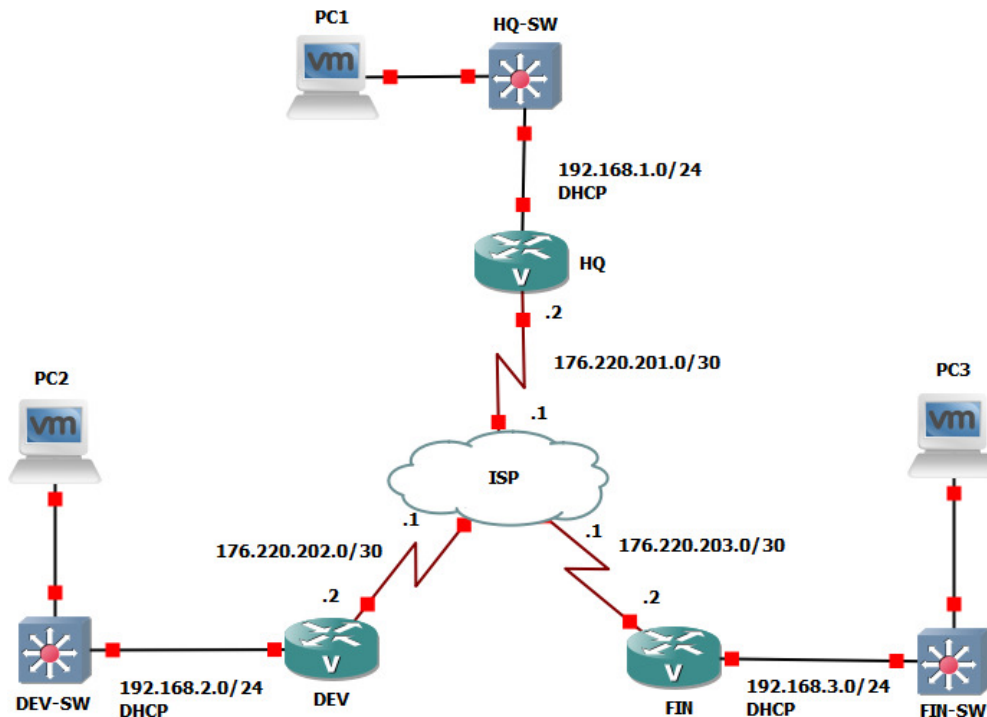 PC1
HQ-SW
vm
192.168.1.0/24
DHCP
HQ
V
.2
176.220.201.0/30
PC2
PC3
.1
vm
vm
ISP
.1
.1
176.220.202.0/30
176.220.203.0/30
.2
.2
V
V
DEV-SW
192.168.2.0/24
DHCP
DEV
FIN
192.168.3.0/24
DHCP
FIN-SW